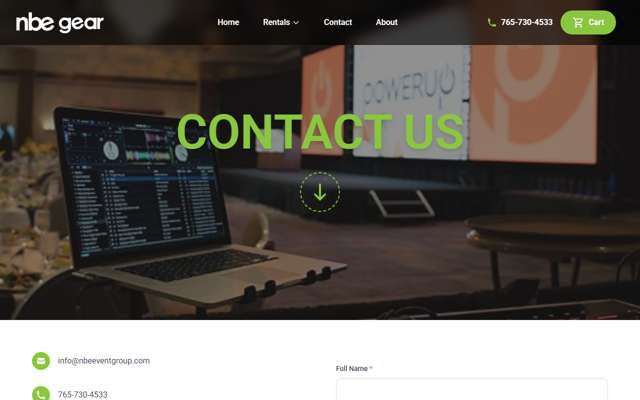 nbe gear
Home
Rentals
Contact
About
765-730-4533
Cart
POWERUP
CONTACT US
info@nbeeventgroup.com
765-730-4533
Full Name *